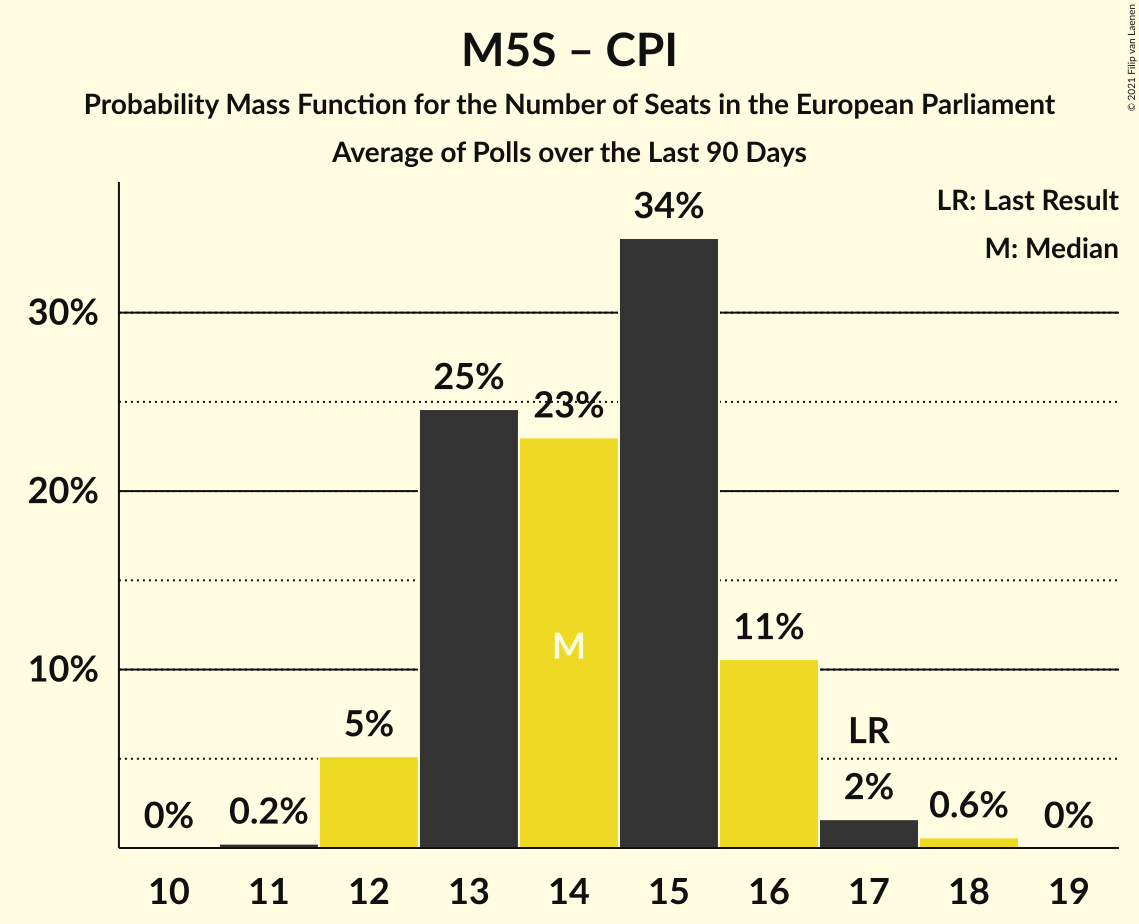 M5S – CPI
Probability Mass Function for the Number of Seats in the European Parliament
Average of Polls over the Last 90 Days
© 2021 Filip van Laenen
LR: Last Result
M: Median
30%
20%
10%
0%
0.2%
5%
25%
23%
M
34%
11%
LR
2%
0.6%
0%
10 11 12 13 14 15 16 17 18 19